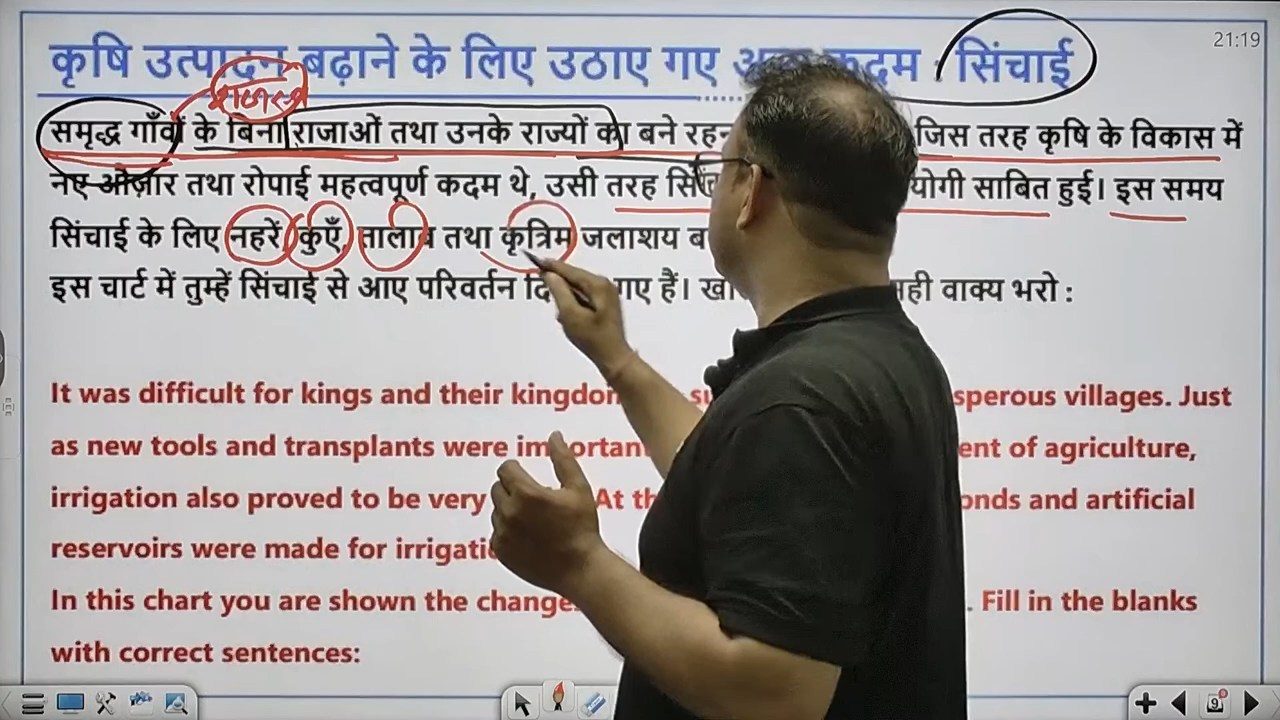 21:19
कृषि उत्पादन बढ़ाने के लिए उठाए गए कदम : सिंचाई
राजस्व
समृद्ध गाँवों के बिना राजाओं तथा उनके राज्यों का बने रहन जिस तरह कृषि के विकास में
नए औज़ार तथा रोपाई महत्वपूर्ण कदम थे, उसी तरह सिं योगी साबित हुई। इस समय
सिंचाई के लिए नहरें, कुएँ, तालाब तथा कृत्रिम जलाशय ब
इस चार्ट में तुम्हें सिंचाई से आए परिवर्तन दि गए हैं। खा सही वाक्य भरो :
It was difficult for kings and their kingdom su sperous villages. Just
as new tools and transplants were important ent of agriculture,
irrigation also proved to be very At th onds and artificial
reservoirs were made for irrigati
In this chart you are shown the change . Fill in the blanks
with correct sentences:
9